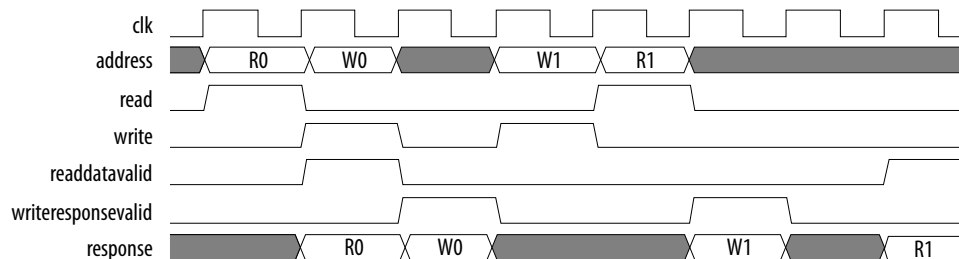 clk
address R0 W0 W1 R1
read
write
readdatavalid
writeresponsevalid
response R0 W0 W1 R1